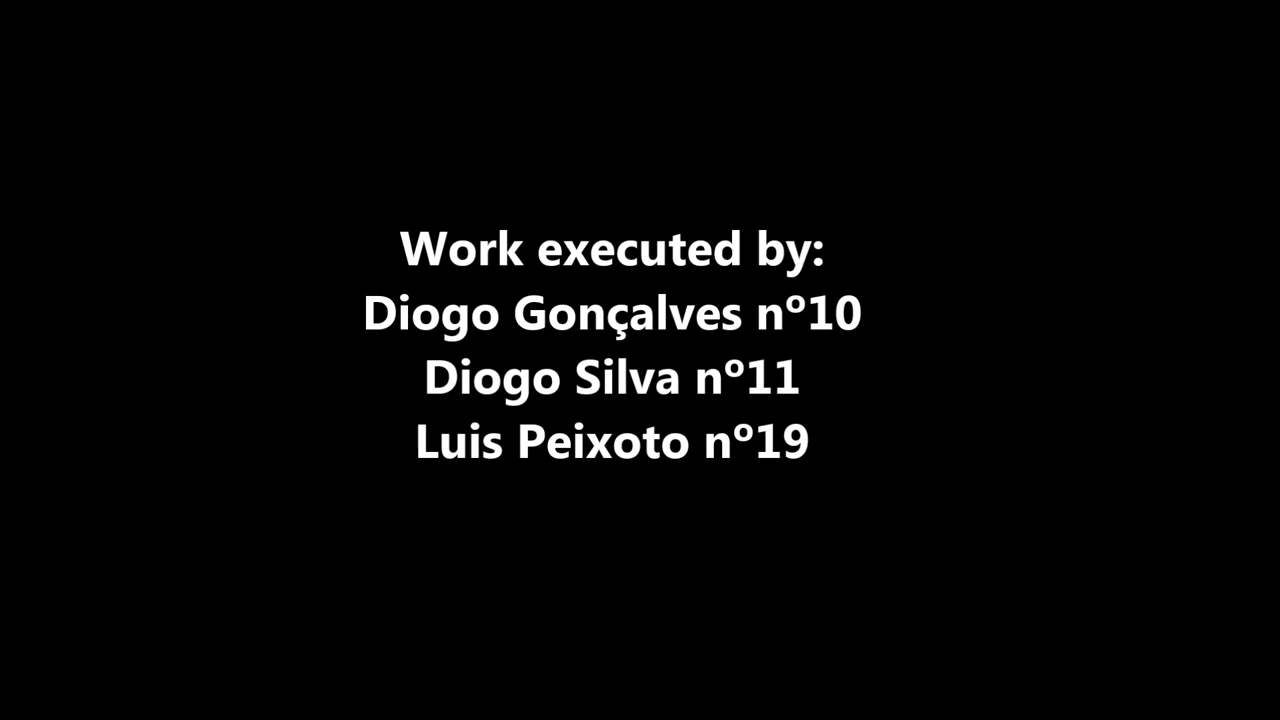 Work executed by:
Diogo Gonçalves nº10
Diogo Silva nº11
Luis Peixoto nº19